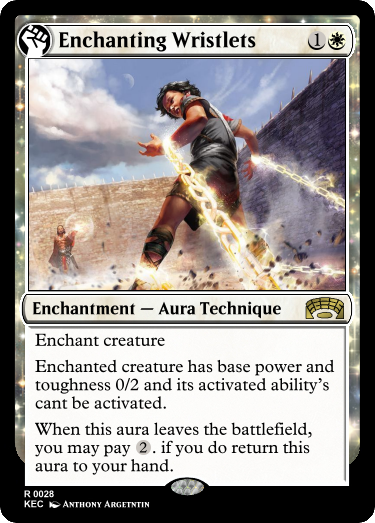 Enchanting Wristlets 1
Enchantment — Aura Technique
Enchant creature
Enchanted creature has base power and
toughness 0/2 and its activated ability's
cant be activated.
When this aura leaves the battlefield,
you may pay 2. if you do return this
aura to your hand.
R 0028
KEC Anthony Argetntin